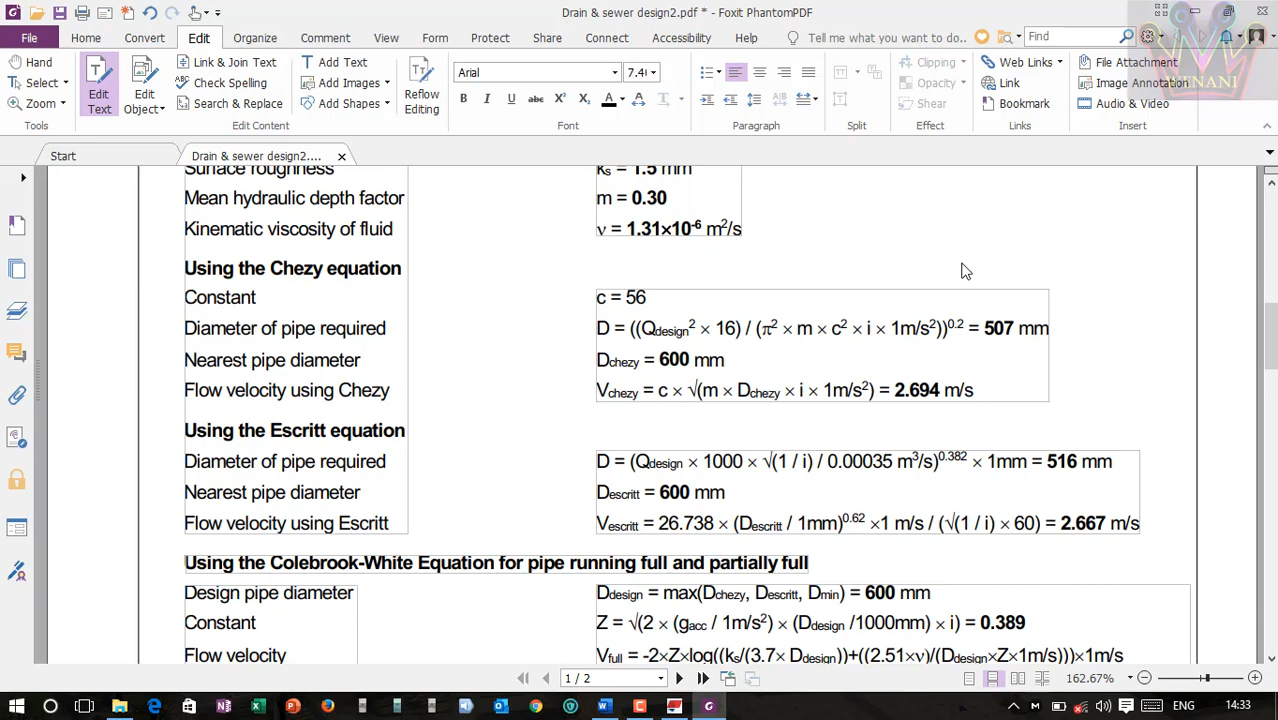 Drain & sewer design2.pdf * - Foxit PhantomPDF
File Home Convert Edit Organize Comment View Form Protect Share Connect Accessibility Help Tell me what you want to do... Find
Hand
Select
Zoom
Tools
Edit Text
Edit Object
Link & Join Text
Check Spelling
Search & Replace
Edit Content
Add Text
Add Images
Add Shapes
Reflow Editing
Arial 7.4
B I U abc X² X₂ A A T
Font
Paragraph
Split
Clipping
Opacity
Shear
Effect
Web Links
Link
Bookmark
Links
File Attachment
Image Annotation
Audio & Video
Insert
WINANI
Start
Drain & sewer design2....
Surface roughness ks = 1.5 mm
Mean hydraulic depth factor m = 0.30
Kinematic viscosity of fluid ν = 1.31×10⁻⁶ m²/s
Using the Chezy equation
Constant c = 56
Diameter of pipe required D = ((Qdesign² × 16) / (π² × m × c² × i × 1m/s²))^0.2 = 507 mm
Nearest pipe diameter Dchezy = 600 mm
Flow velocity using Chezy Vchezy = c × √(m × Dchezy × i × 1m/s²) = 2.694 m/s
Using the Escritt equation
Diameter of pipe required D = (Qdesign × 1000 × √(1 / i) / 0.00035 m³/s)^0.382 × 1mm = 516 mm
Nearest pipe diameter Descritt = 600 mm
Flow velocity using Escritt Vescritt = 26.738 × (Descritt / 1mm)^0.62 ×1 m/s / (√(1 / i) × 60) = 2.667 m/s
Using the Colebrook-White Equation for pipe running full and partially full
Design pipe diameter Ddesign = max(Dchezy, Descritt, Dmin) = 600 mm
Constant Z = √(2 × (gacc / 1m/s²) × (Ddesign /1000mm) × i) = 0.389
Flow velocity Vfull = -2×Z×log((ks/(3.7× Ddesign))+((2.51×ν)/(Ddesign×Z×1m/s)))×1m/s
1 / 2 162.67%
ENG 14:33